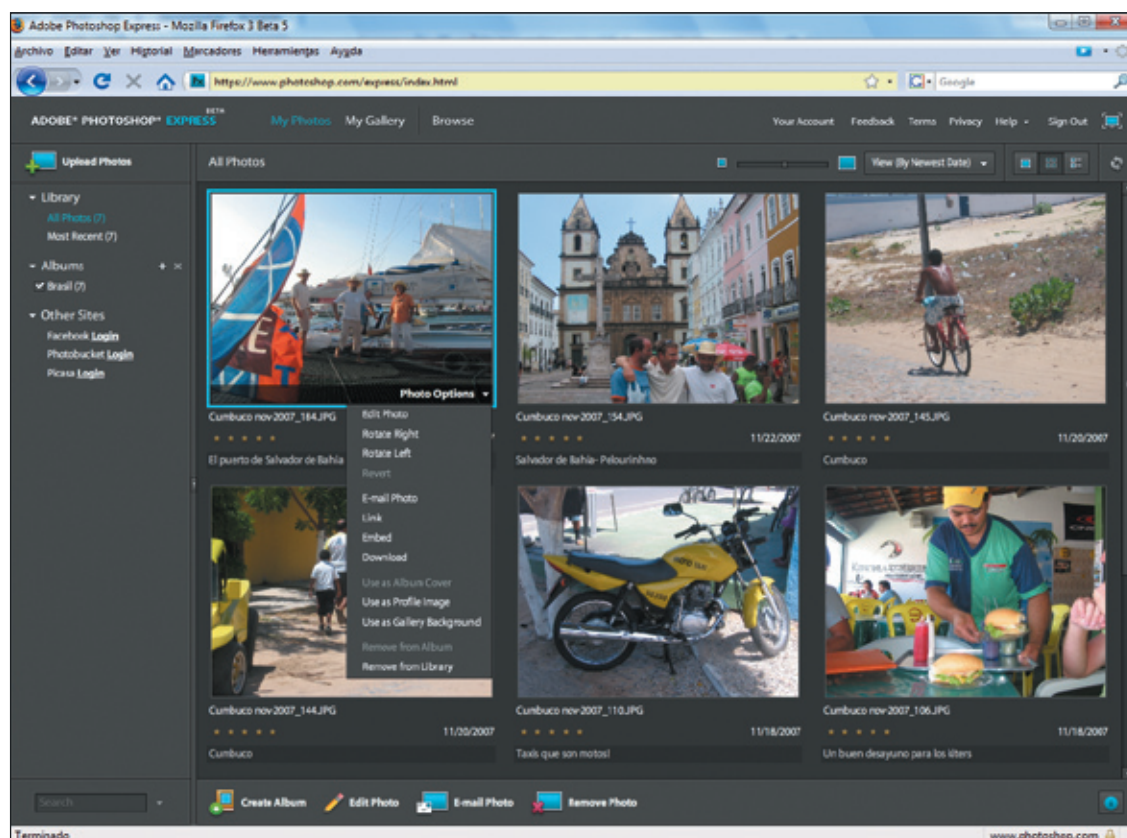 Adobe Photoshop Express - Mozilla Firefox 3 Beta 5
Archivo Editar Ver Historial Marcadores Herramientas Ayuda
https://www.photoshop.com/express/index.html
Google
ADOBE® PHOTOSHOP® EXPRESS BETA
My Photos My Gallery Browse
Your Account Feedback Terms Privacy Help Sign Out
Upload Photos
All Photos
View (By Newest Date)
Library
All Photos (7)
Most Recent (7)
Albums
Brasil (7)
Other Sites
Facebook Login
Photobucket Login
Picasa Login
Photo Options
Edit Photo
Rotate Right
Rotate Left
Revert
E-mail Photo
Link
Embed
Download
Use as Album Cover
Use as Profile Image
Use as Gallery Background
Remove from Album
Remove from Library
Cumbuco nov-2007_164.JPG
El puerto de Salvador de Bahia
Cumbuco nov-2007_154.JPG
11/22/2007
Salvador de Bahia- Pelourinhno
Cumbuco nov-2007_145.JPG
11/20/2007
Cumbuco
Cumbuco nov-2007_144.JPG
11/20/2007
Cumbuco
MOTO TAXI
Cumbuco nov-2007_110.JPG
11/18/2007
Taxis que son motos!
Cumbuco nov-2007_106.JPG
11/18/2007
Un buen desayuno para los kiters
Search
Create Album Edit Photo E-mail Photo Remove Photo
Terminado
www.photoshop.com